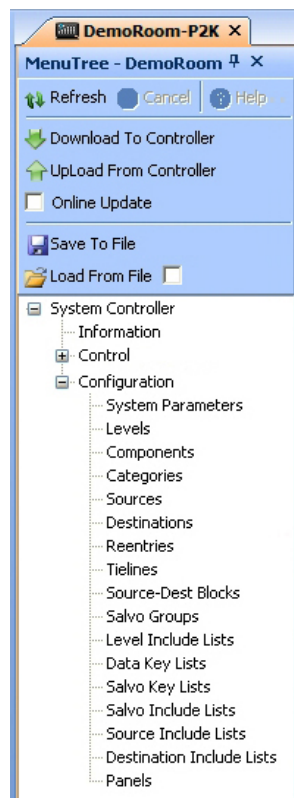 DemoRoom-P2K X
MenuTree - DemoRoom X
Refresh Cancel Help
Download To Controller
UpLoad From Controller
Online Update
Save To File
Load From File
System Controller
Information
Control
Configuration
System Parameters
Levels
Components
Categories
Sources
Destinations
Reentries
Tielines
Source-Dest Blocks
Salvo Groups
Level Include Lists
Data Key Lists
Salvo Key Lists
Salvo Include Lists
Source Include Lists
Destination Include Lists
Panels